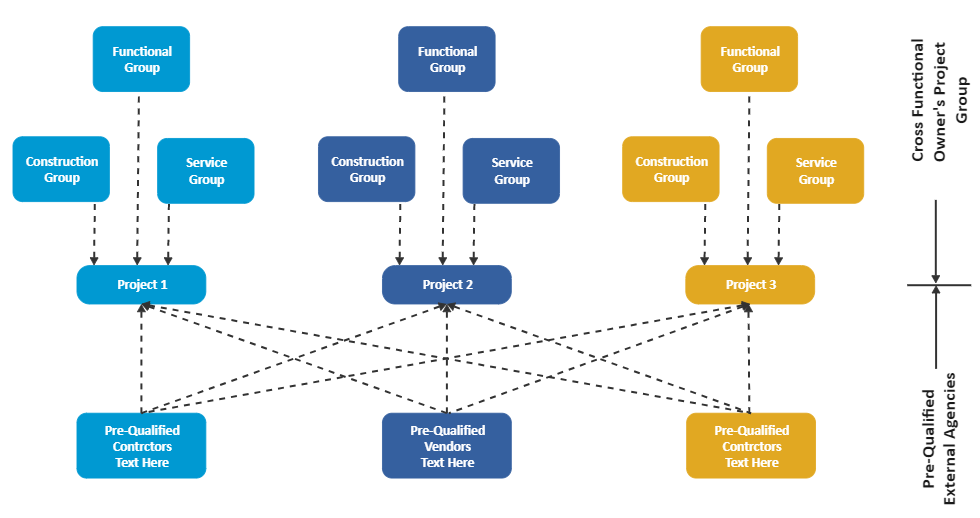 Functional
Group
Functional
Group
Functional
Group
Cross Functional
Owner's Project
Group
Construction
Group
Service
Group
Construction
Group
Service
Group
Construction
Group
Service
Group
Project 1
Project 2
Project 3
Pre-Qualified
Contrctors
Text Here
Pre-Qualified
Vendors
Text Here
Pre-Qualified
Contrctors
Text Here
Pre-Qualified
External Agencies